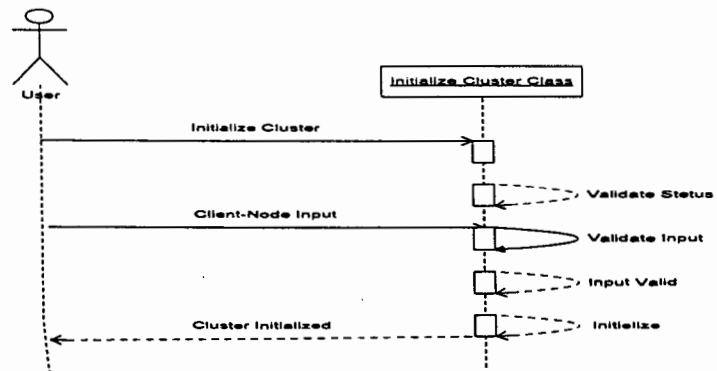 User
Initialize Cluster Class
Initialize Cluster
Validate Stetus
Client-Node Input
Validate Input
Input Valid
Cluster Initialized
Initielize